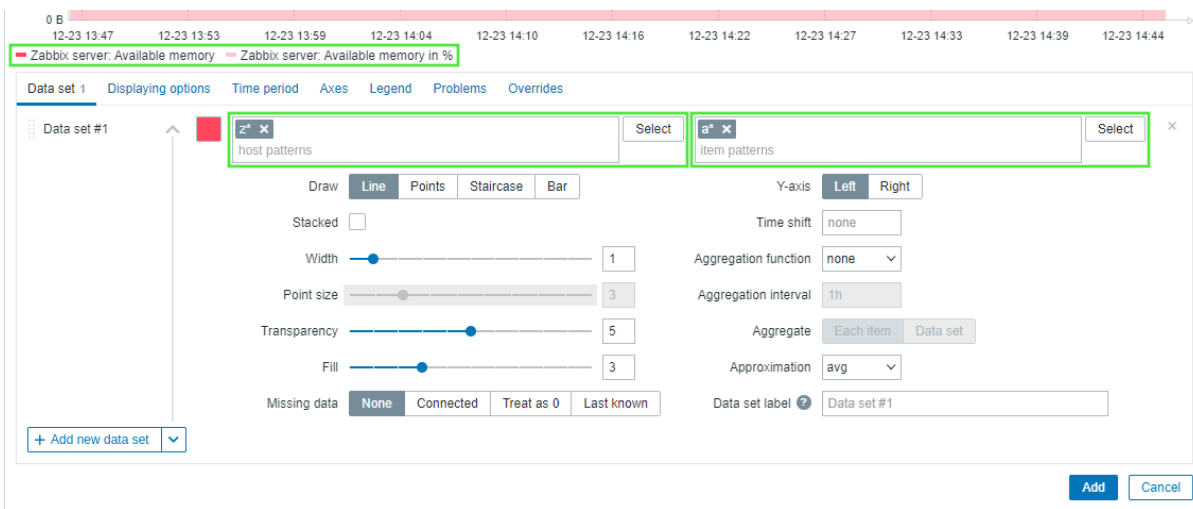 0 B
12-23 13:47 12-23 13:53 12-23 13:59 12-23 14:04 12-23 14:10 12-23 14:16 12-23 14:22 12-23 14:27 12-23 14:33 12-23 14:39 12-23 14:44
Zabbix server: Available memory Zabbix server: Available memory in %
Data set 1 Displaying options Time period Axes Legend Problems Overrides
Data set #1 z* × Select a* × Select ×
host patterns item patterns
Draw Line Points Staircase Bar Y-axis Left Right
Stacked Time shift none
Width 1 Aggregation function none
Point size 3 Aggregation interval 1h
Transparency 5 Aggregate Each item Data set
Fill 3 Approximation avg
Missing data None Connected Treat as 0 Last known Data set label ? Data set #1
+ Add new data set
Add Cancel